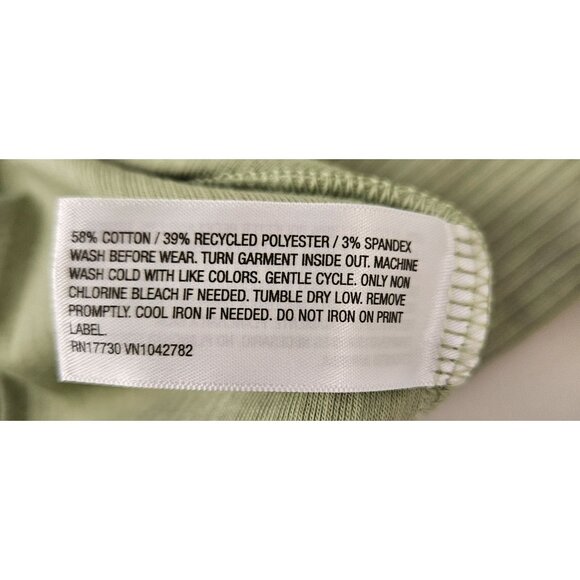 58% COTTON / 39% RECYCLED POLYESTER / 3% SPANDEX
WASH BEFORE WEAR. TURN GARMENT INSIDE OUT. MACHINE
WASH COLD WITH LIKE COLORS. GENTLE CYCLE. ONLY NON
CHLORINE BLEACH IF NEEDED. TUMBLE DRY LOW. REMOVE
PROMPTLY. COOL IRON IF NEEDED. DO NOT IRON ON PRINT
LABEL.
RN17730 VN1042782